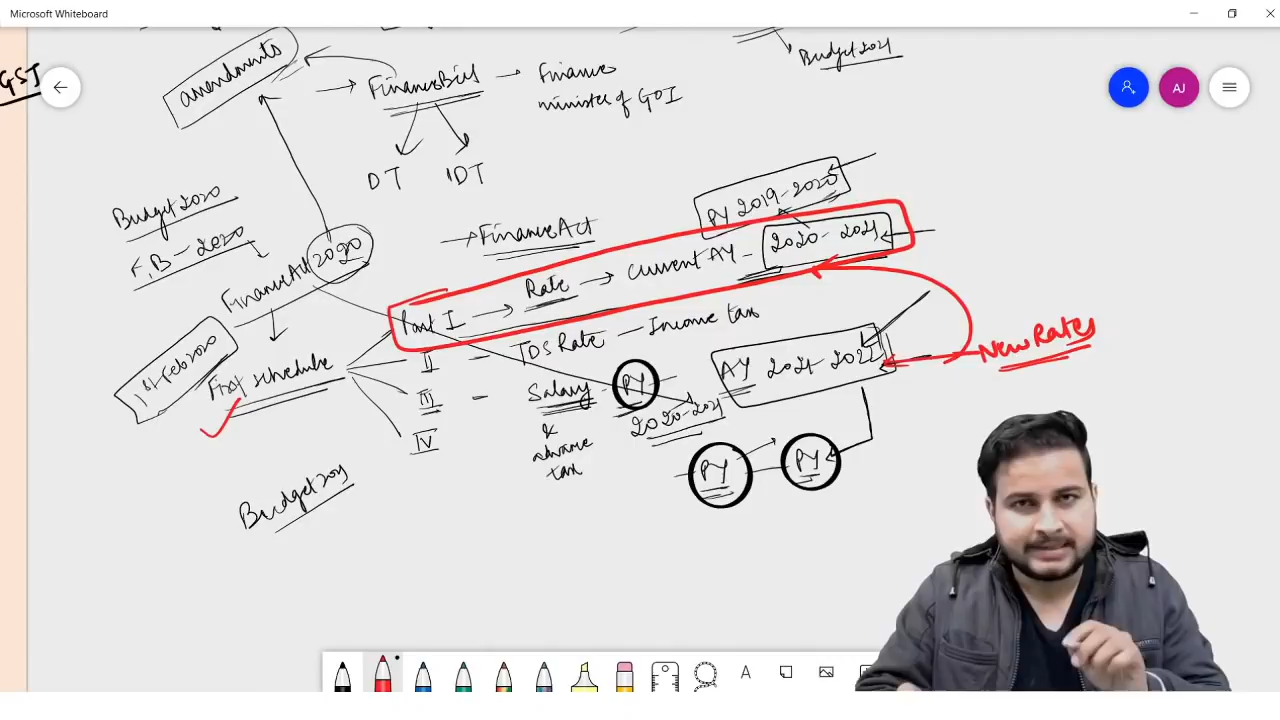 Microsoft Whiteboard
GST
amendments
Finance Bill
Finance
minister of GOI
Budget 2021
AJ
DT
IDT
PY 2019-2020
Budget 2020
F.B - 2020
Finance Act
Finance Act 2020
Part I
Rate
Current AY - 2020-2021
1st Feb 2020
First schedule
II - TDS Rate - Income tax
AY 2021-2022
New Rates
III - Salary - PY
& advance
tax
2020-2021
IV
PY
PY
Budget
A